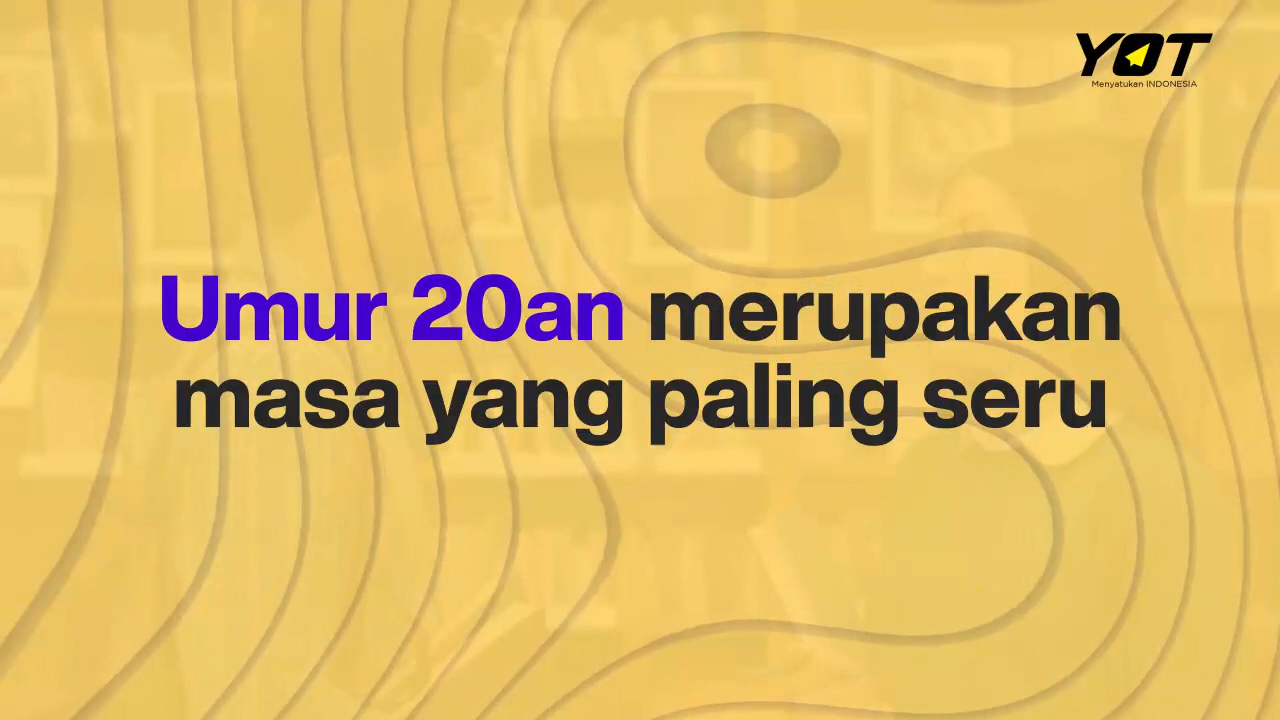 YOT
Menyatukan INDONESIA
Umur 20an merupakan
masa yang paling seru